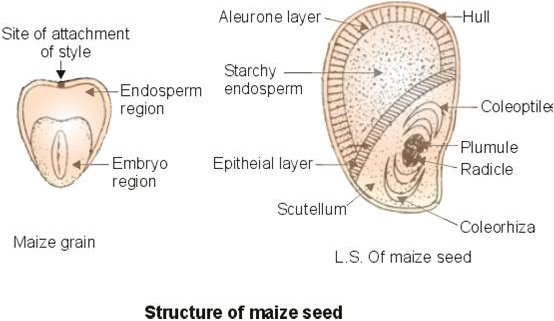 Site of attachment
of style
Endosperm
region
Embryo
region
Maize grain
Aleurone layer
Hull
Starchy
endosperm
Coleoptile
Plumule
Epitheial layer
Radicle
Scutellum
Coleorhiza
L.S. Of maize seed
Structure of maize seed